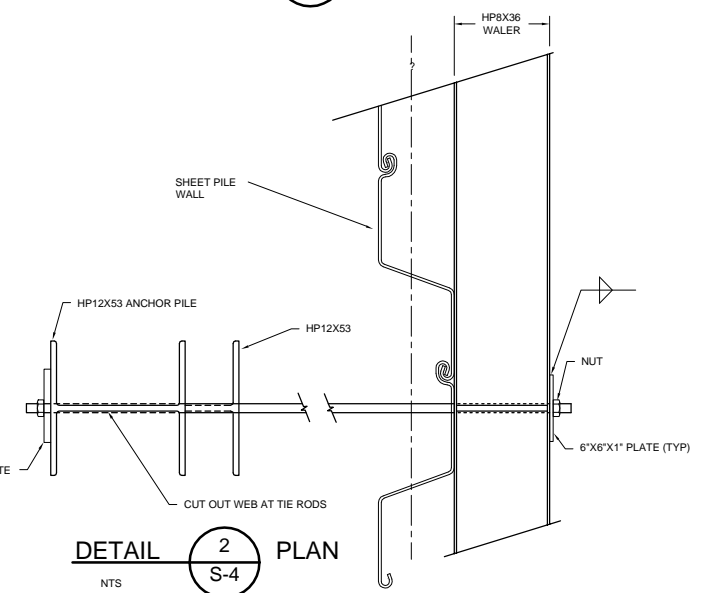 HP8X36
WALER
?
SHEET PILE
WALL
HP12X53 ANCHOR PILE
HP12X53
NUT
6"X6"X1" PLATE (TYP)
TE
CUT OUT WEB AT TIE RODS
DETAIL 2 PLAN
S-4
NTS